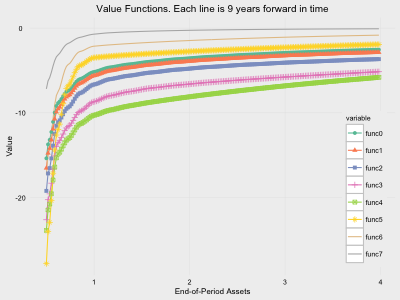 Value Functions. Each line is 9 years forward in time
0
-10
-20
Value
1
2
3
4
End-of-Period Assets
variable
func0
func1
func2
func3
func4
func5
func6
func7